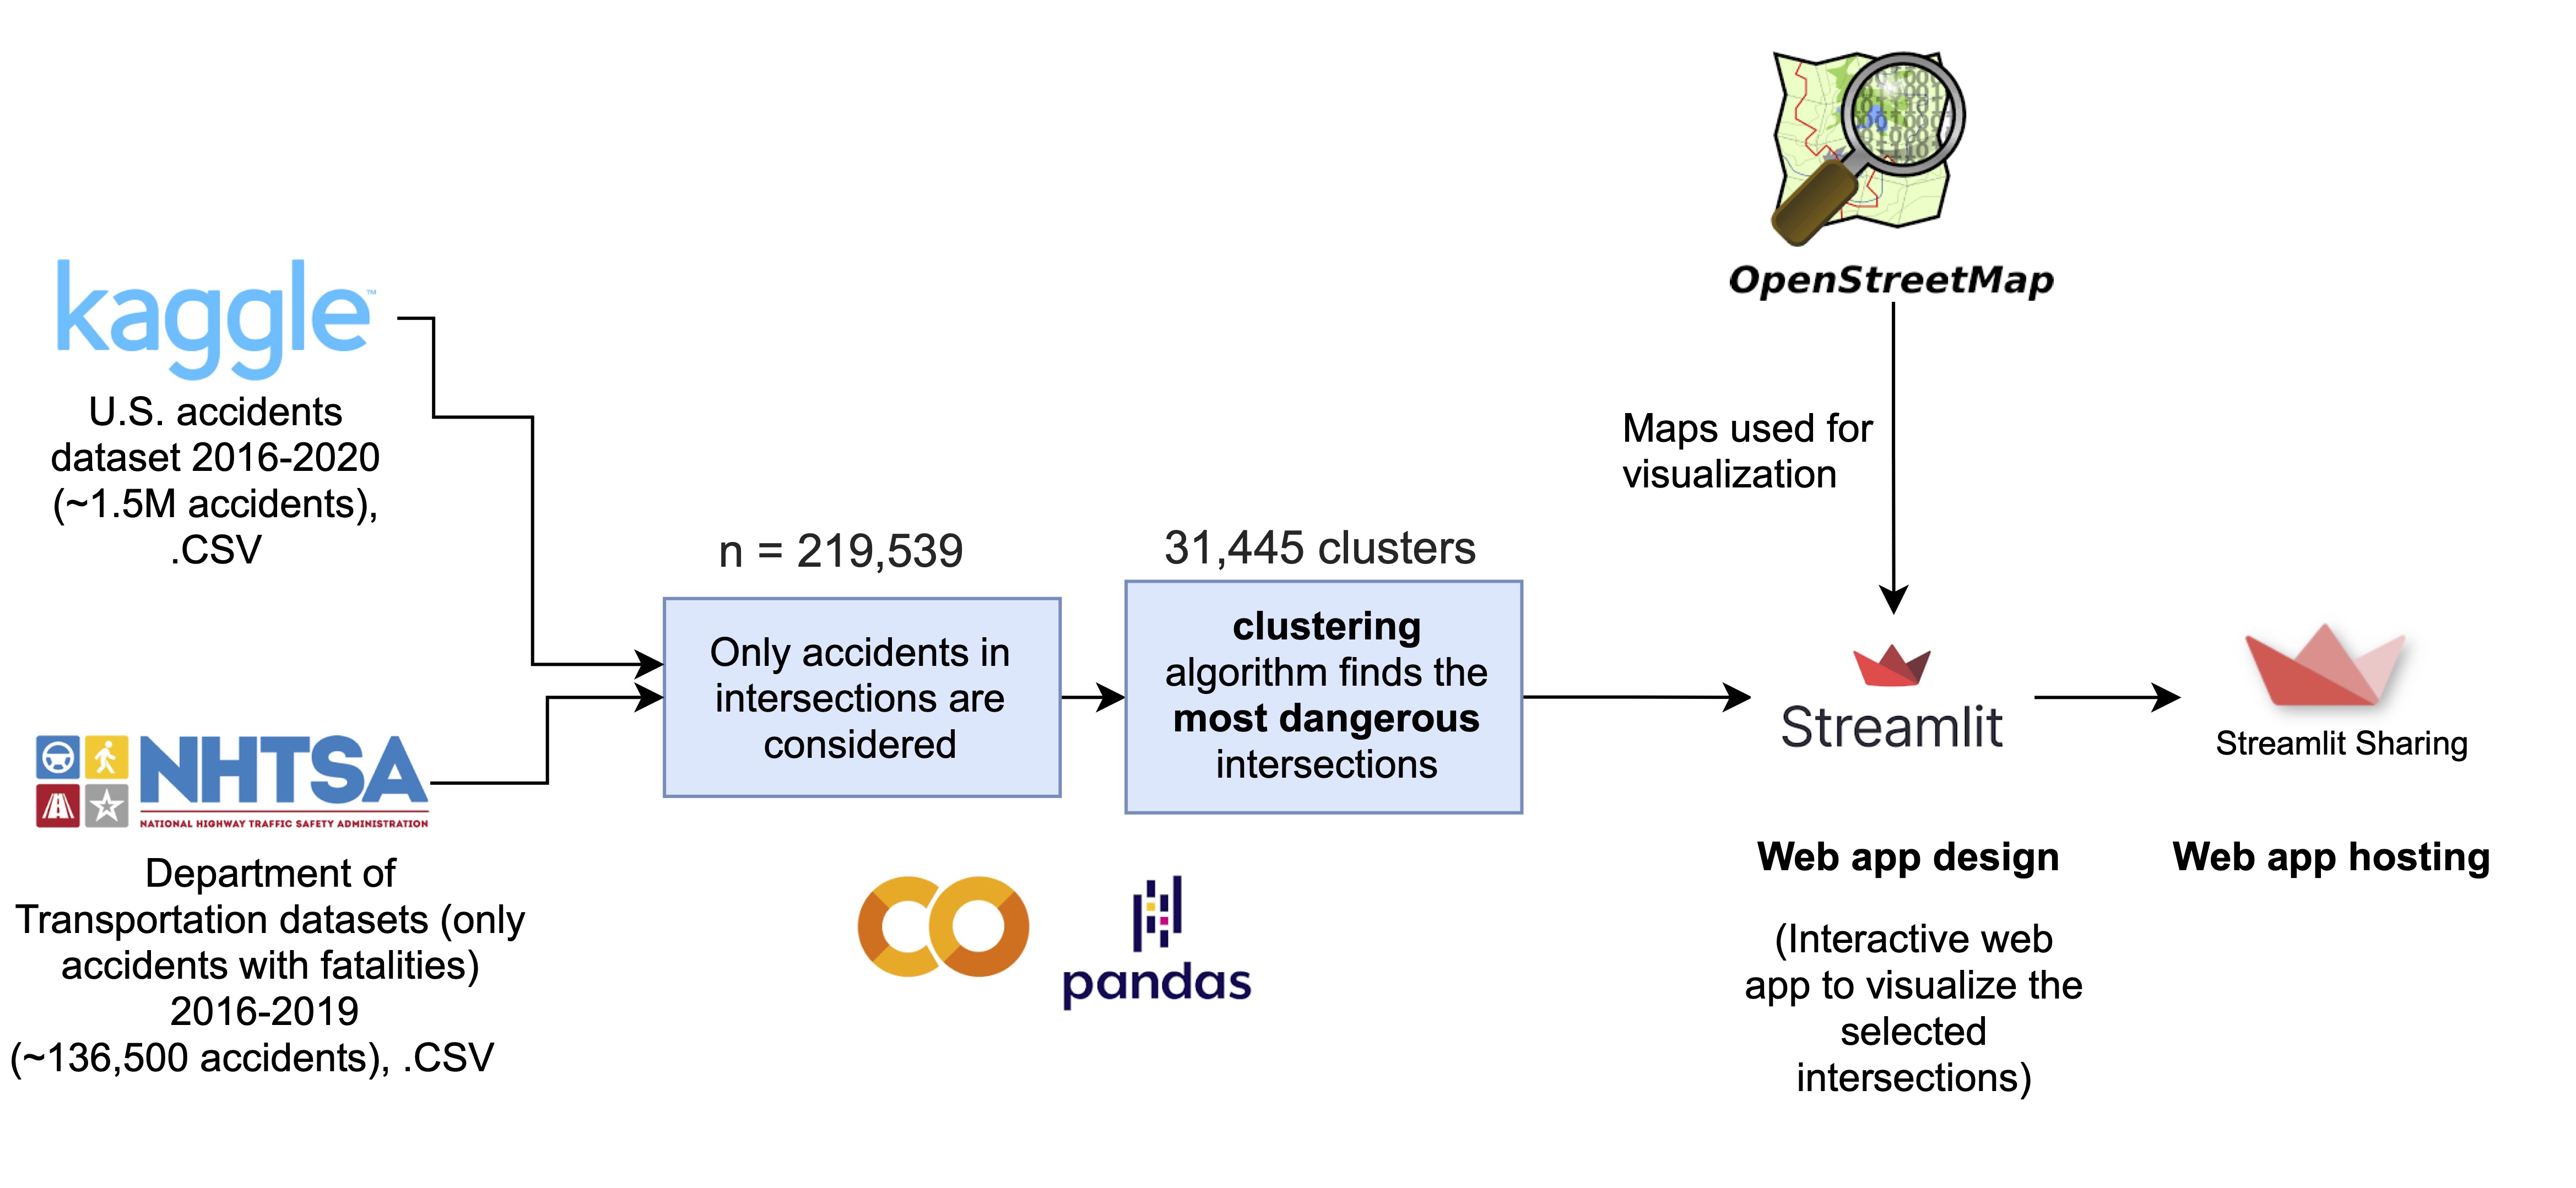 OpenStreetMap
kaggle™
U.S. accidents
dataset 2016-2020
(~1.5M accidents),
.CSV
Maps used for
visualization
n = 219,539
31,445 clusters
Only accidents in
intersections are
considered
clustering
algorithm finds the
most dangerous
intersections
Streamlit
Streamlit Sharing
NHTSA
NATIONAL HIGHWAY TRAFFIC SAFETY ADMINISTRATION
Department of
Transportation datasets (only
accidents with fatalities)
2016-2019
(~136,500 accidents), .CSV
pandas
Web app design
(Interactive web
app to visualize the
selected
intersections)
Web app hosting